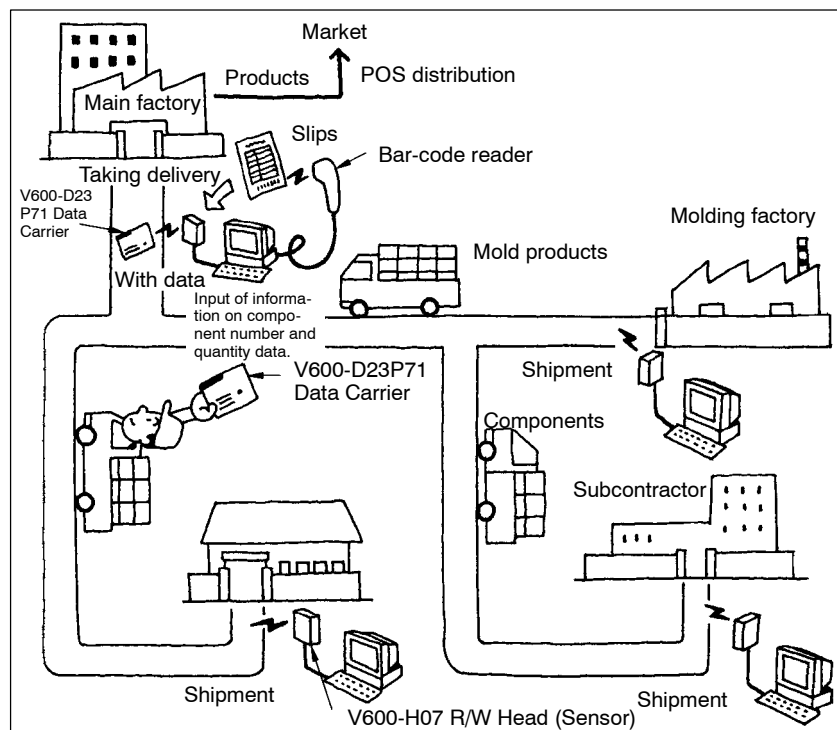 Market
Products
POS distribution
Main factory
Slips
Bar-code reader
Taking delivery
V600-D23
P71 Data
Carrier
Molding factory
Mold products
With data
Input of informa-
tion on compo-
nent number and
quantity data.
V600-D23P71
Data Carrier
Shipment
Components
Subcontractor
Shipment
Shipment
V600-H07 R/W Head (Sensor)